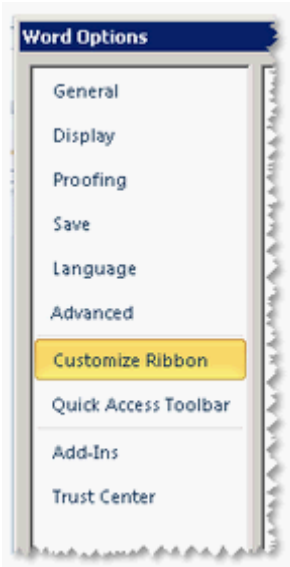 Word Options
General
Display
Proofing
Save
Language
Advanced
Customize Ribbon
Quick Access Toolbar
Add-Ins
Trust Center